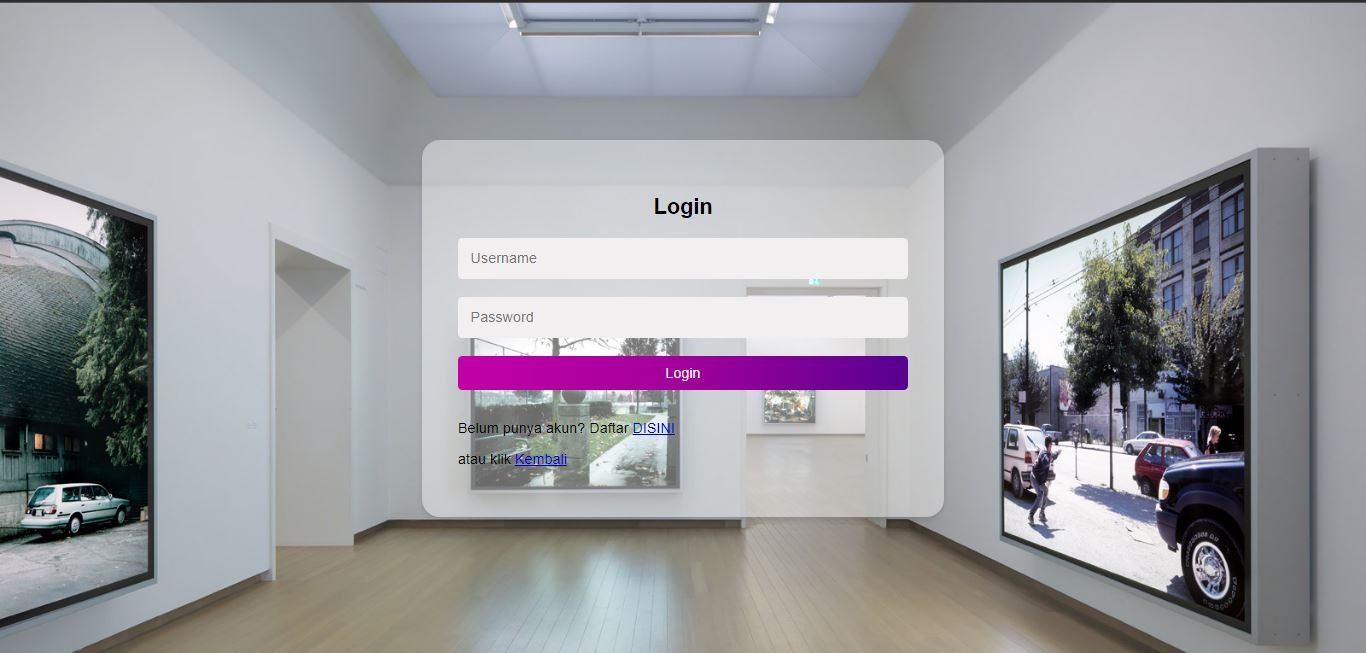 Login
Username
Password
Login
Belum punya akun? Daftar DISINI
atau klik Kembali